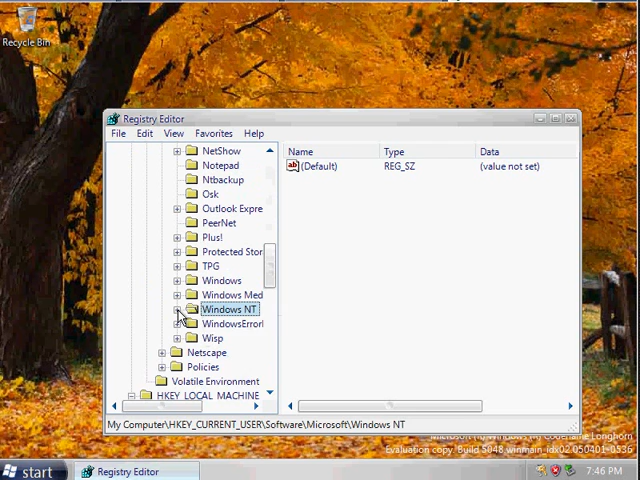 Recycle Bin
Registry Editor
File Edit View Favorites Help
NetShow
Notepad
Ntbackup
Osk
Outlook Expre
PeerNet
Plus!
Protected Stor
TPG
Windows
Windows Med
Windows NT
WindowsError
Wisp
Netscape
Policies
Volatile Environment
HKEY_LOCAL_MACHINE
Name Type Data
ab (Default) REG_SZ (value not set)
My Computer\HKEY_CURRENT_USER\Software\Microsoft\Windows NT
Codename Longhorn
Evaluation copy. Build 5048.winmain_idx02.050401-0536
start Registry Editor 7:46 PM